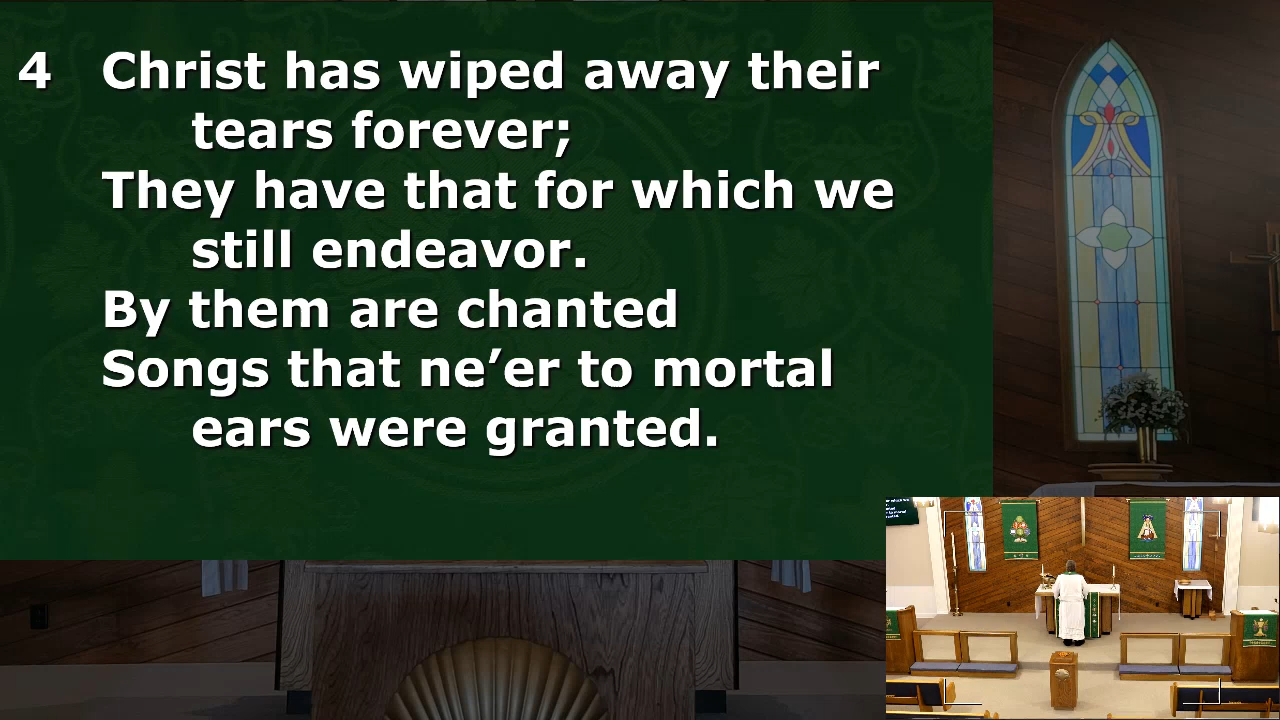 4 Christ has wiped away their
tears forever;
They have that for which we
still endeavor.
By them are chanted
Songs that ne’er to mortal
ears were granted.